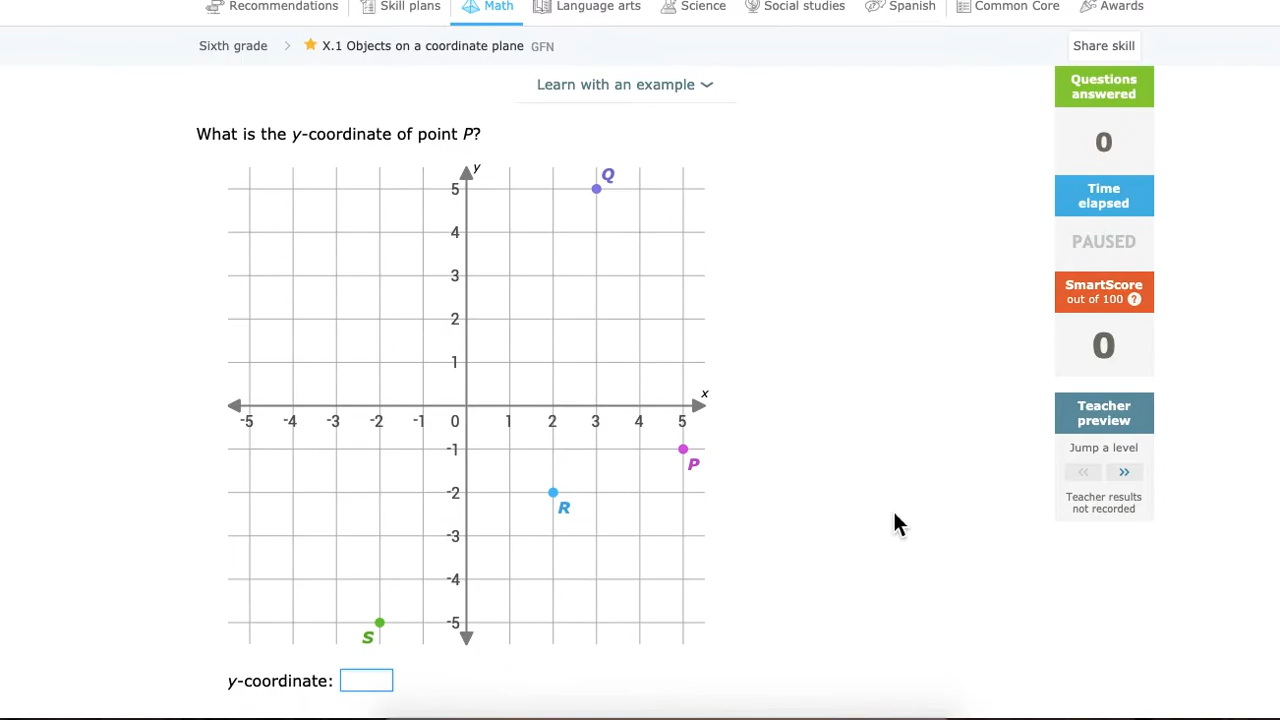 Recommendations Skill plans Math Language arts Science Social studies Spanish Common Core Awards
Sixth grade > X.1 Objects on a coordinate plane GFN
Share skill
Learn with an example
Questions answered
0
Time elapsed
PAUSED
SmartScore
out of 100 ?
0
Teacher preview
Jump a level
<< >>
Teacher results
not recorded
What is the y-coordinate of point P?
y
Q
5
4
3
2
1
x
-5 -4 -3 -2 -1 0 1 2 3 4 5
-1
P
-2
R
-3
-4
-5
S
y-coordinate: